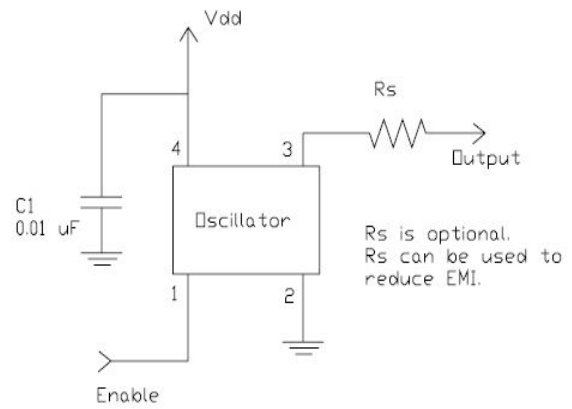 Vdd
Rs
4
3
Output
C1
0.01 uF
Oscillator
Rs is optional.
Rs can be used to
reduce EMI.
1
2
Enable